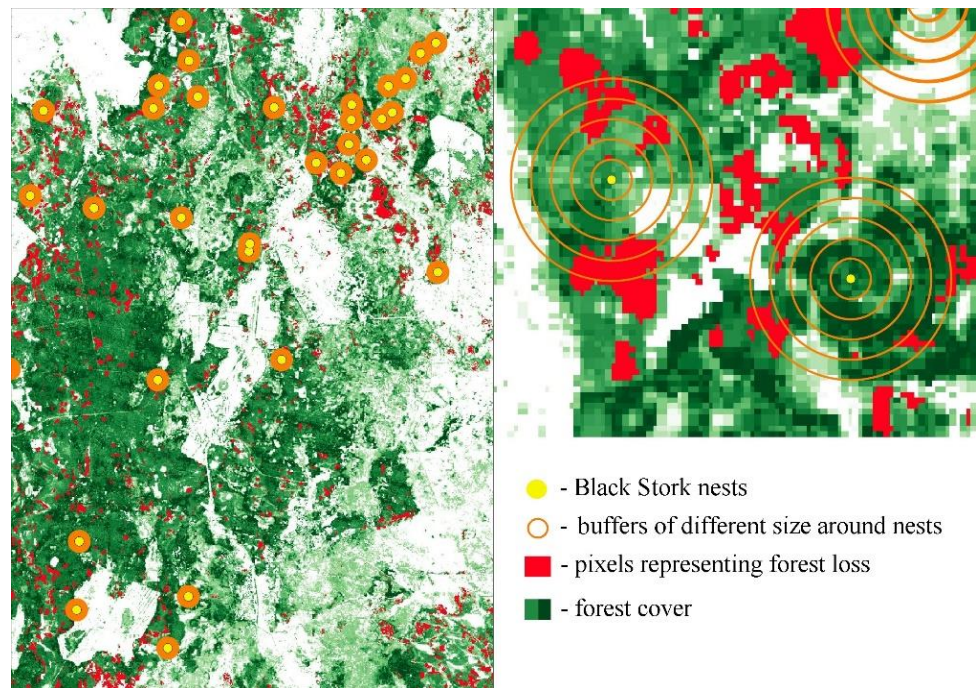 - Black Stork nests
- buffers of different size around nests
- pixels representing forest loss
- forest cover